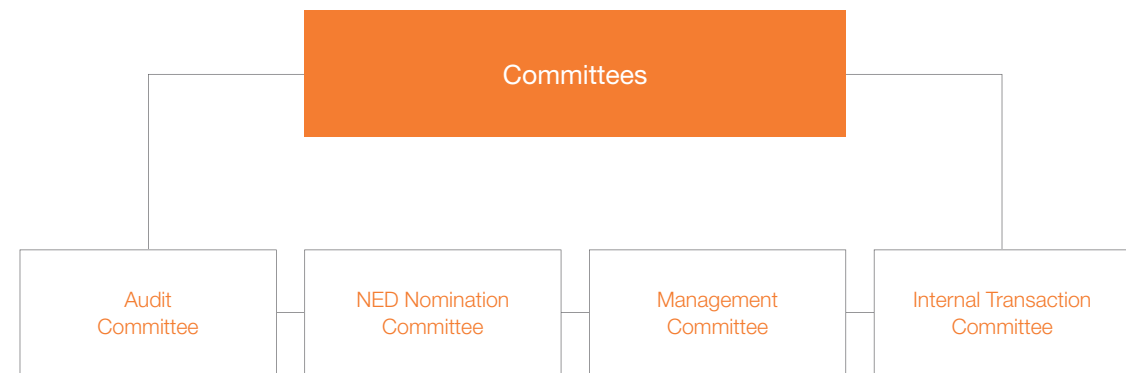 Committees
Audit
Committee
NED Nomination
Committee
Management
Committee
Internal Transaction
Committee